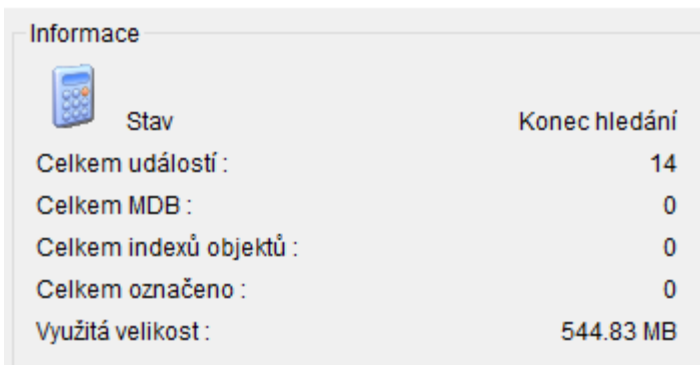 Informace
Stav Konec hledání
Celkem událostí : 14
Celkem MDB : 0
Celkem indexů objektů : 0
Celkem označeno : 0
Využitá velikost : 544.83 MB